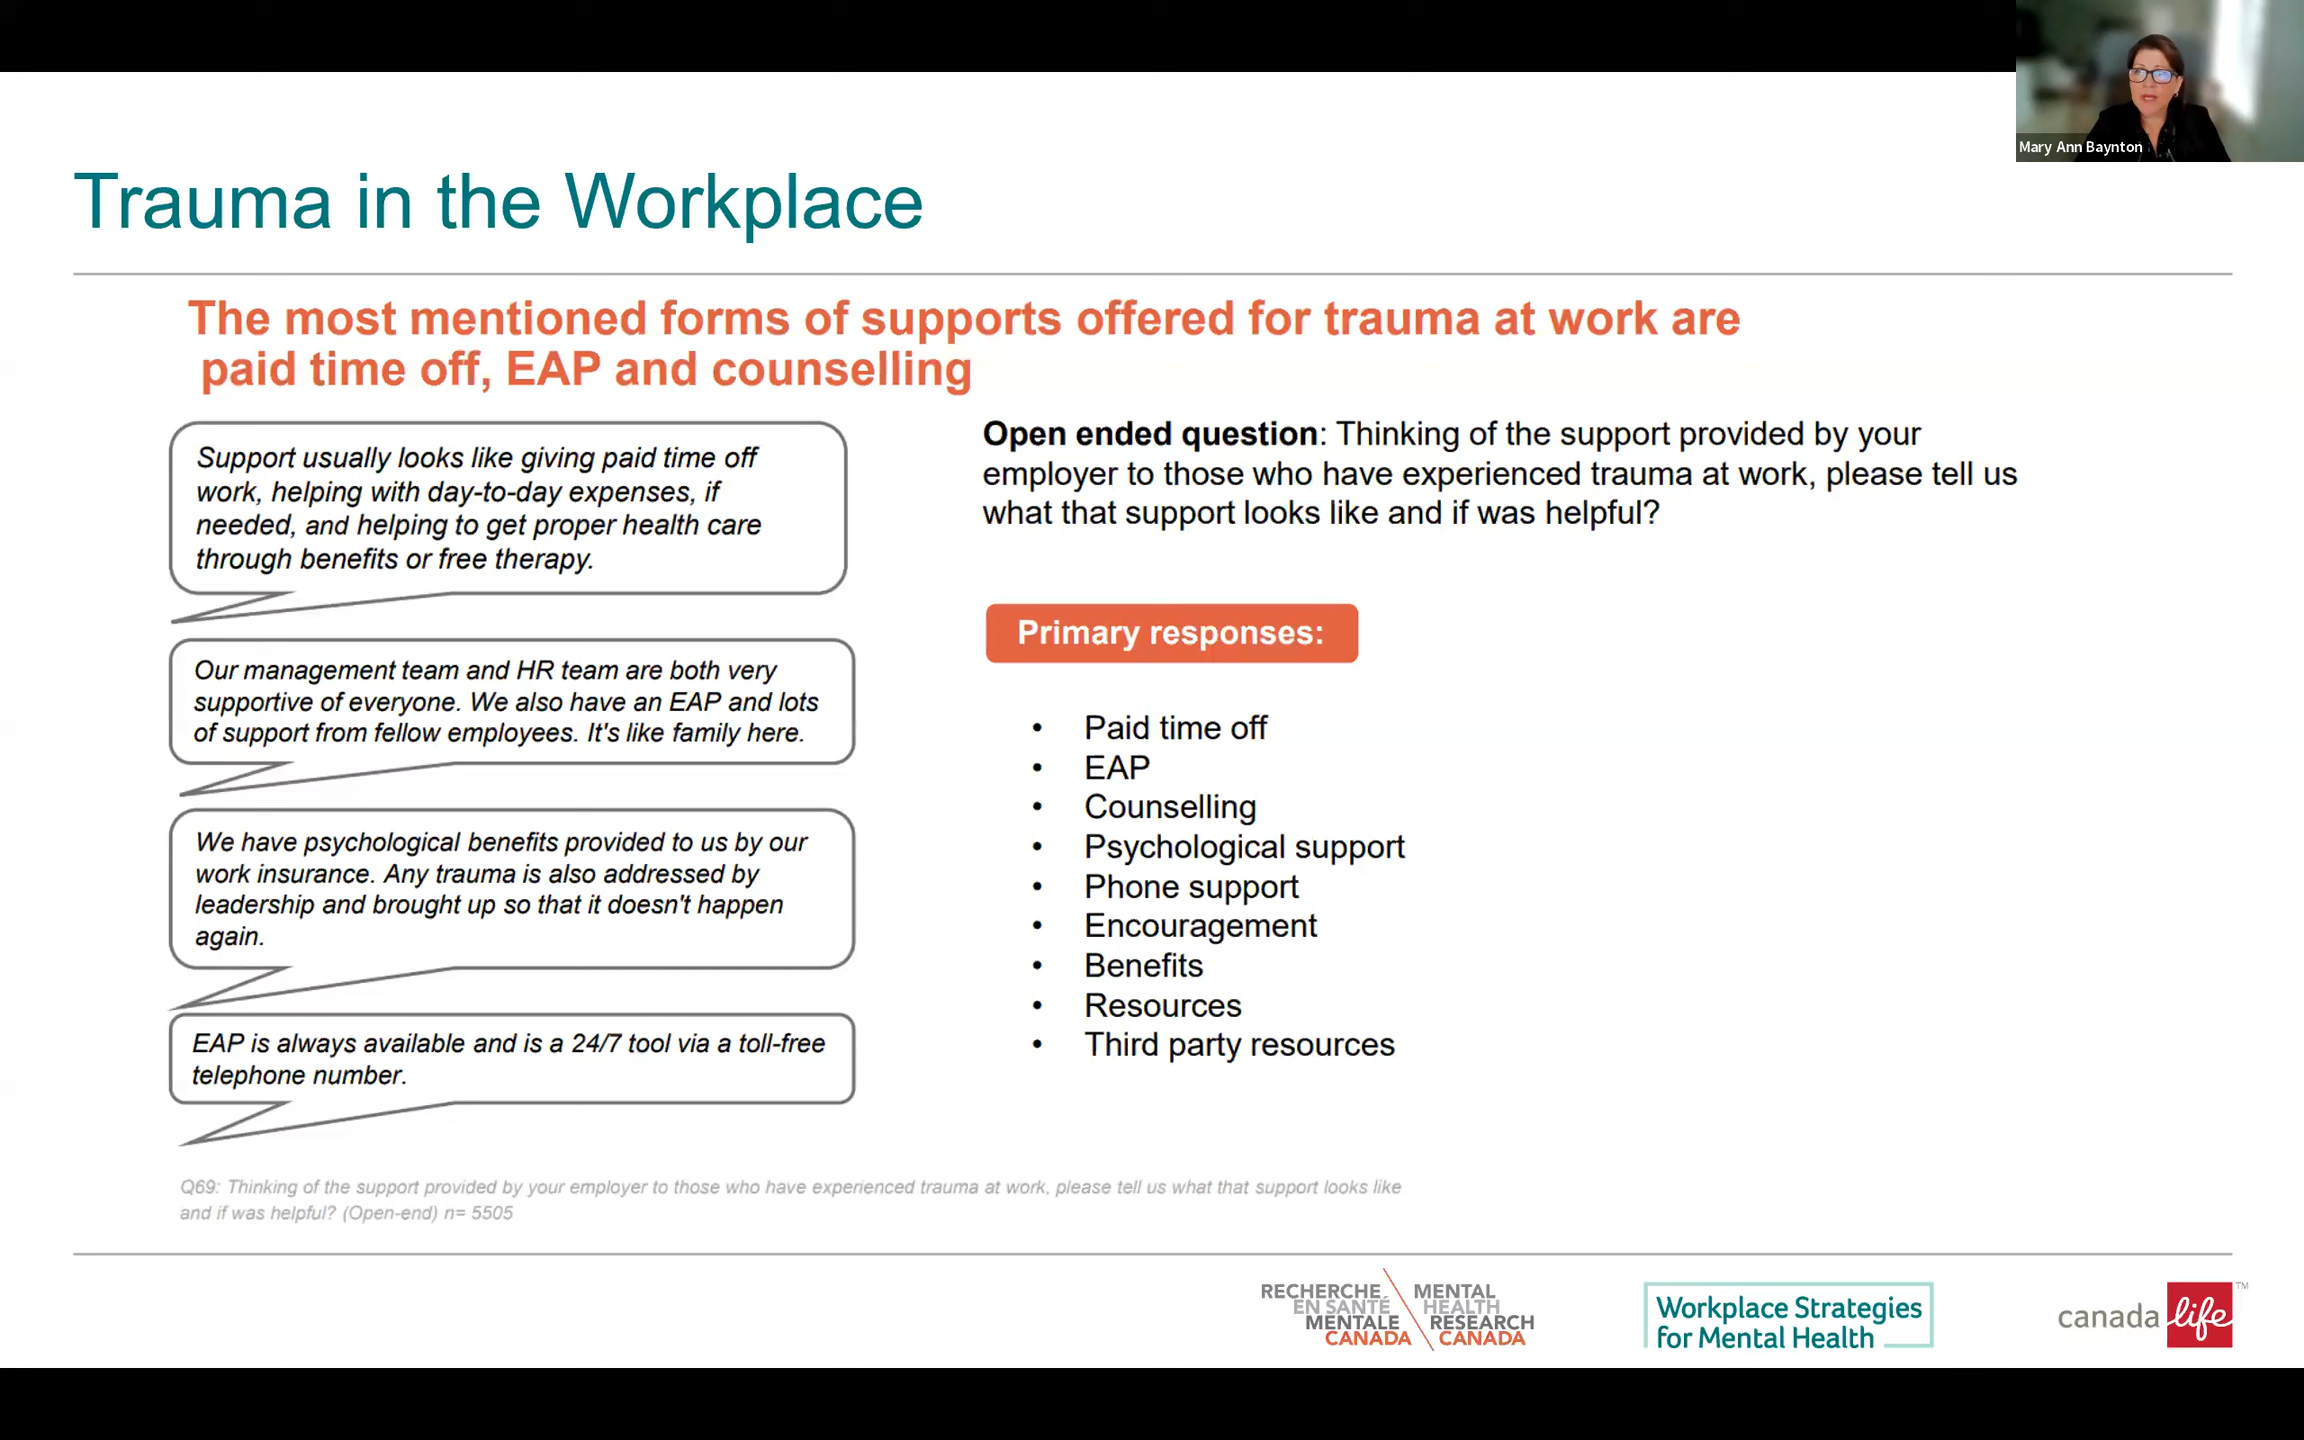 Mary Ann Baynton
Trauma in the Workplace
The most mentioned forms of supports offered for trauma at work are
paid time off, EAP and counselling
Support usually looks like giving paid time off
work, helping with day-to-day expenses, if
needed, and helping to get proper health care
through benefits or free therapy.
Our management team and HR team are both very
supportive of everyone. We also have an EAP and lots
of support from fellow employees. It's like family here.
We have psychological benefits provided to us by our
work insurance. Any trauma is also addressed by
leadership and brought up so that it doesn't happen
again.
EAP is always available and is a 24/7 tool via a toll-free
telephone number.
Open ended question: Thinking of the support provided by your
employer to those who have experienced trauma at work, please tell us
what that support looks like and if was helpful?
Primary responses:
• Paid time off
• EAP
• Counselling
• Psychological support
• Phone support
• Encouragement
• Benefits
• Resources
• Third party resources
Q69: Thinking of the support provided by your employer to those who have experienced trauma at work, please tell us what that support looks like
and if was helpful? (Open-end) n= 5505
RECHERCHE
EN SANTÉ
MENTALE
CANADA
MENTAL
HEALTH
RESEARCH
CANADA
Workplace Strategies
for Mental Health
canada life TM